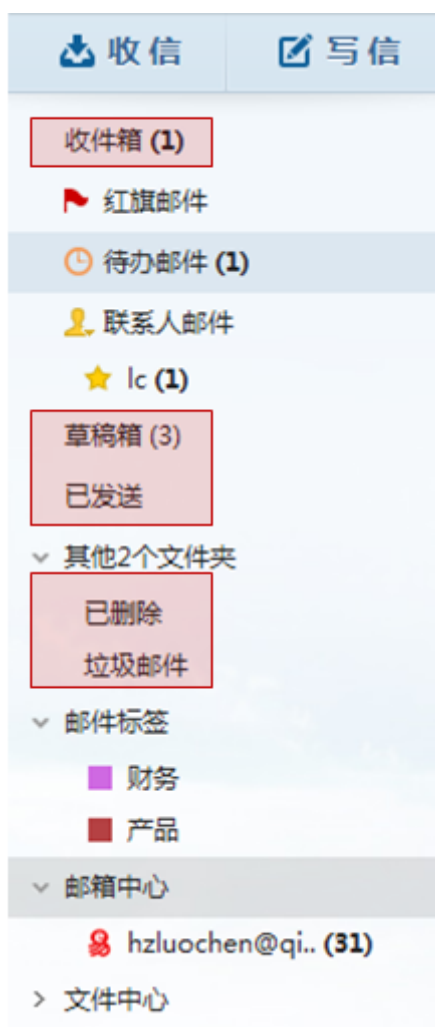 收信 写信
收件箱 (1)
红旗邮件
待办邮件 (1)
联系人邮件
lc (1)
草稿箱 (3)
已发送
其他2个文件夹
已删除
垃圾邮件
邮件标签
财务
产品
邮箱中心
hzluochen@qi.. (31)
文件中心